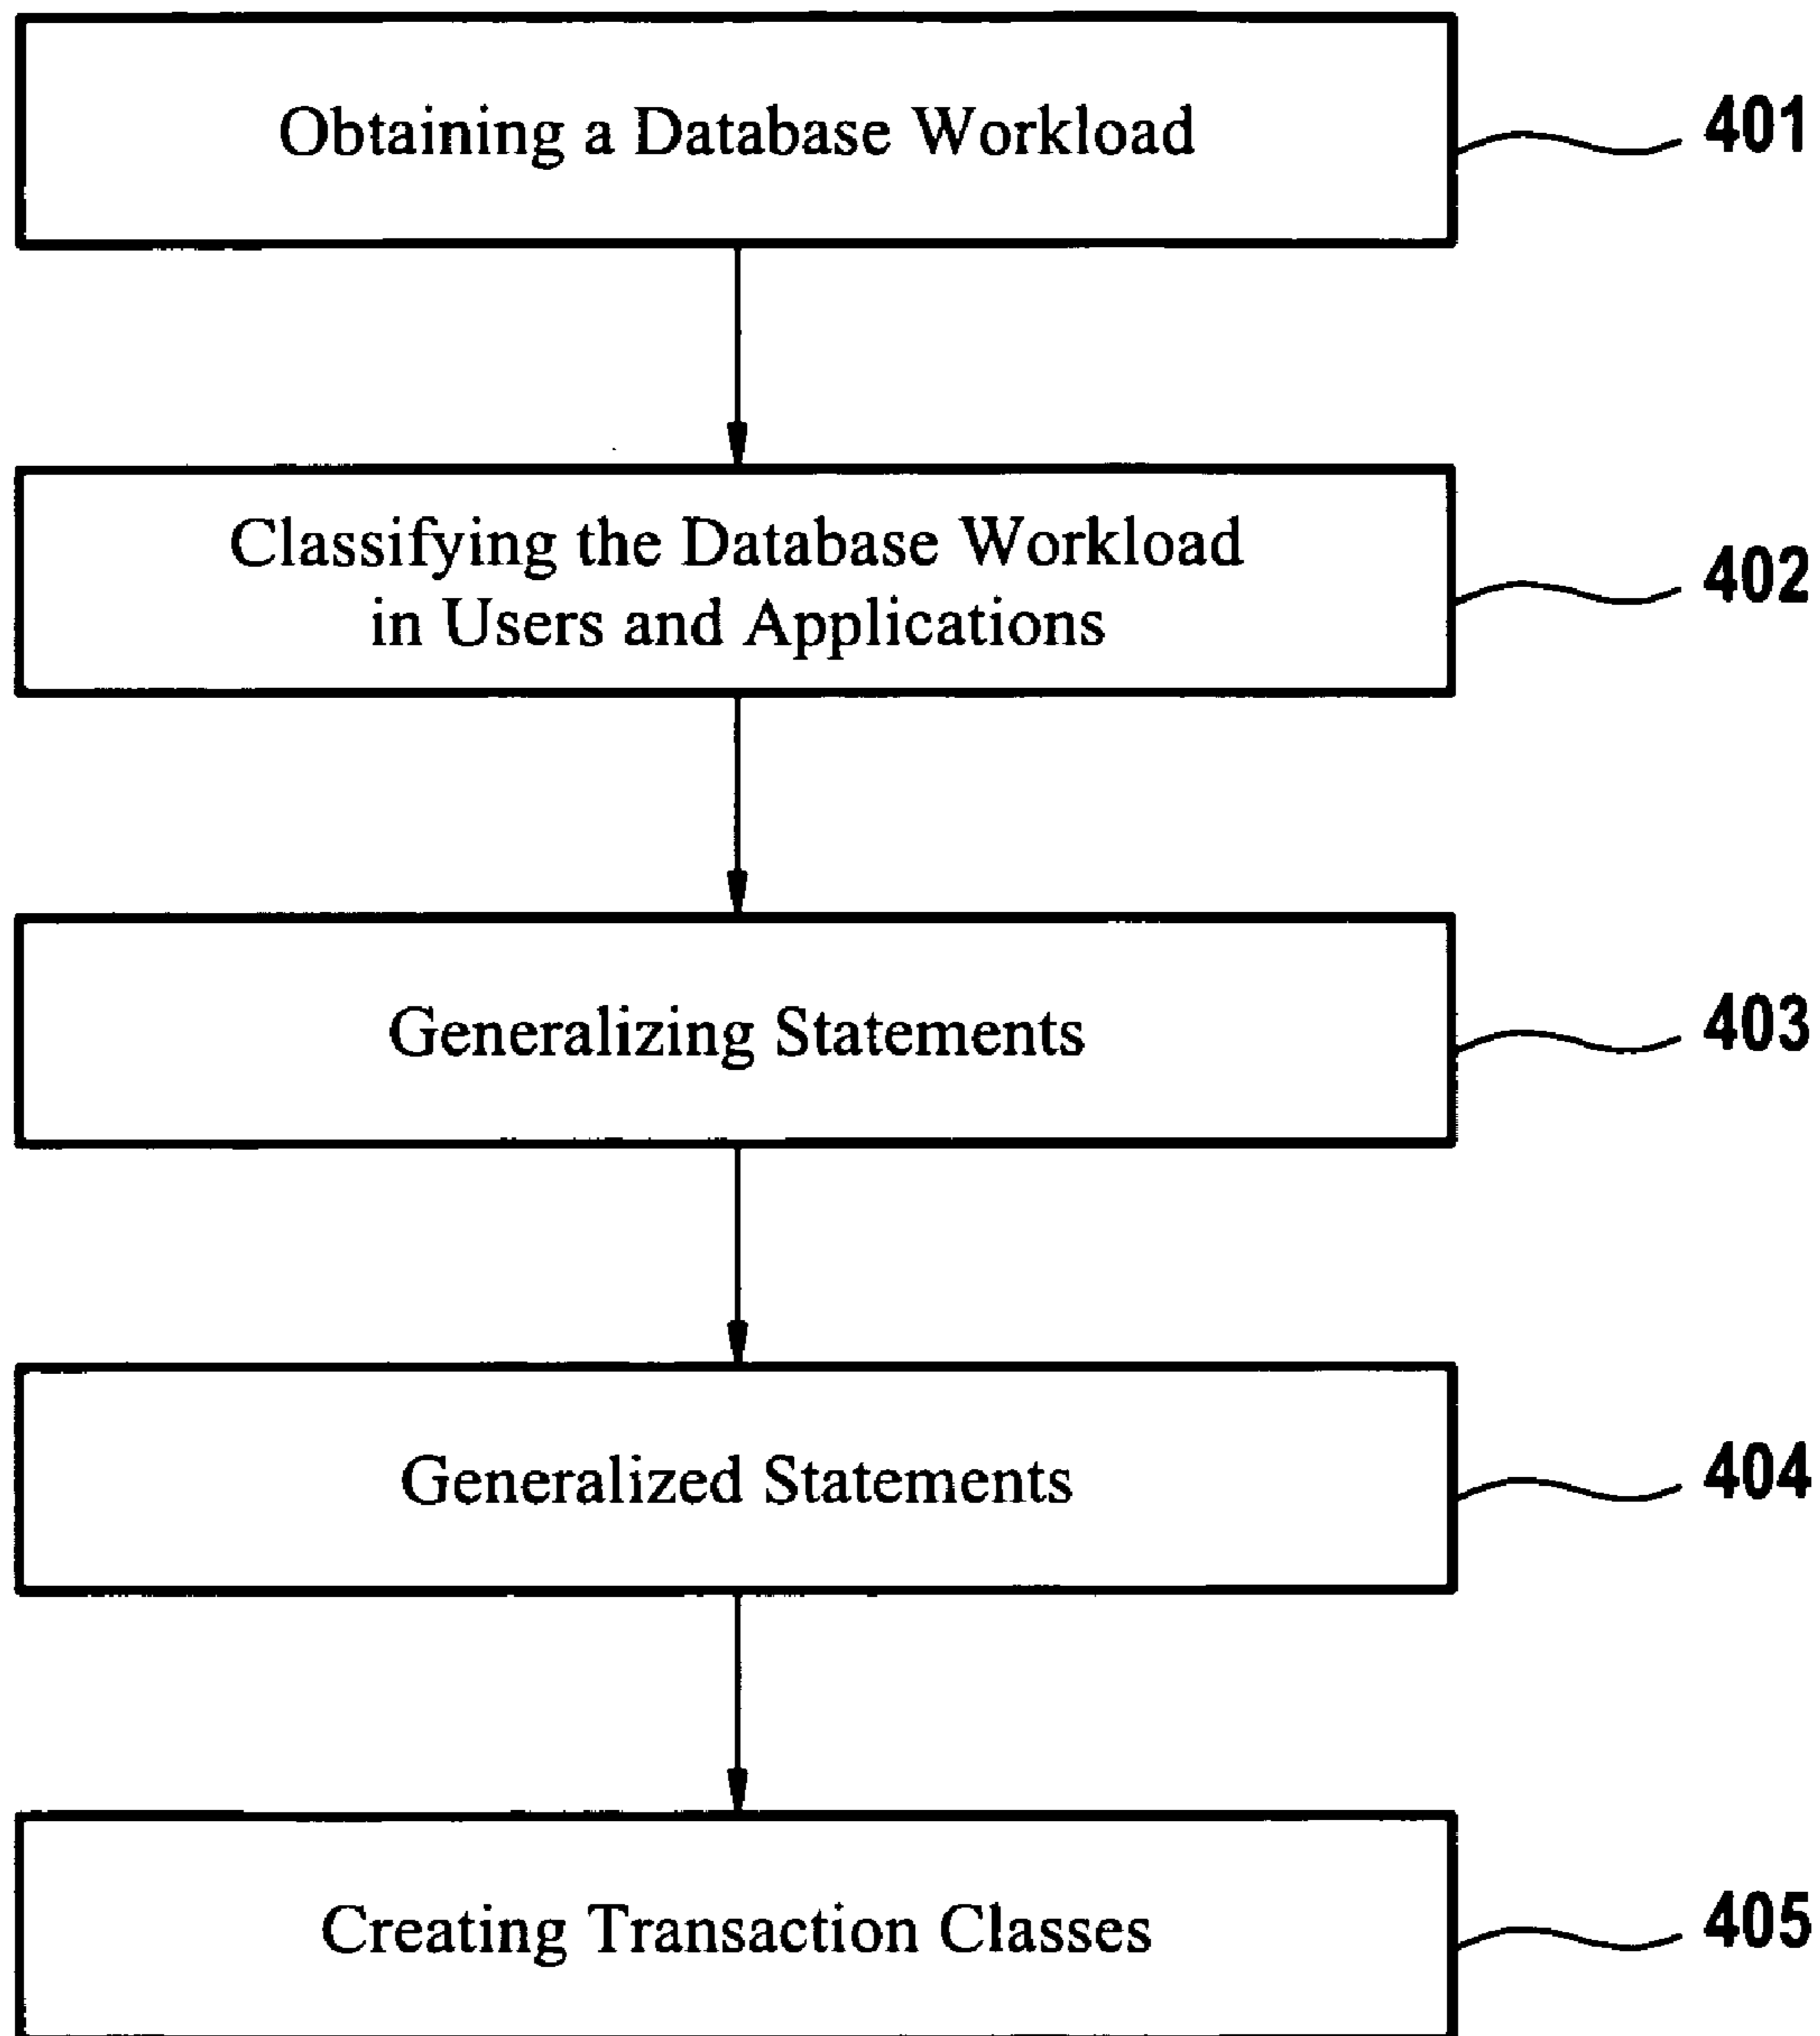 Obtaining a Database Workload
401
Classifying the Database Workload
in Users and Applications
402
Generalizing Statements
403
Generalized Statements
404
Creating Transaction Classes
405